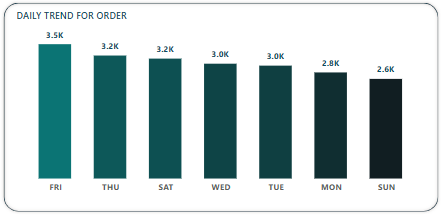 DAILY TREND FOR ORDER
3.5K
3.2K
3.2K
3.0K
3.0K
2.8K
2.6K
FRI THU SAT WED TUE MON SUN